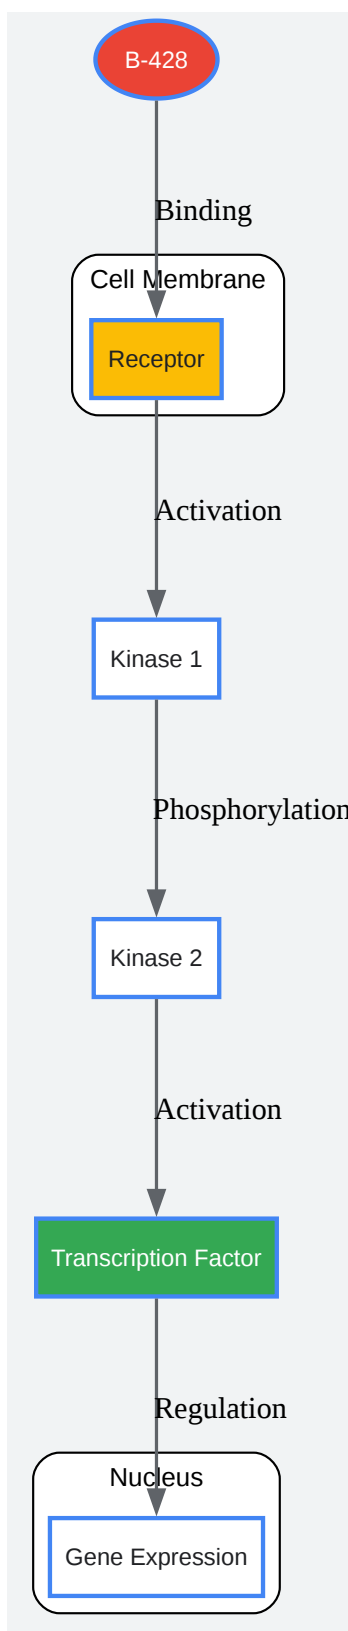 B-428
Binding
Cell Membrane
Receptor
Activation
Kinase 1
Phosphorylation
Kinase 2
Activation
Transcription Factor
Regulation
Nucleus
Gene Expression